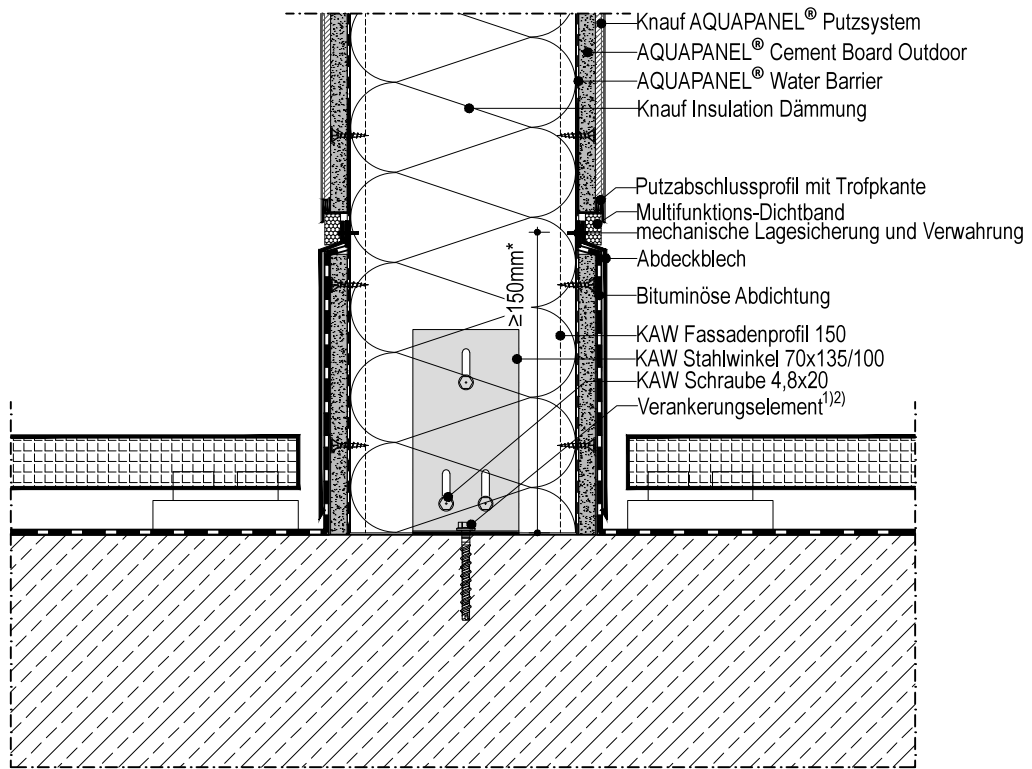 Knauf AQUAPANEL® Putzsystem
AQUAPANEL® Cement Board Outdoor
AQUAPANEL® Water Barrier
Knauf Insulation Dämmung
Putzabschlussprofil mit Trofpkante
Multifunktions-Dichtband
mechanische Lagesicherung und Verwahrung
Abdeckblech
Bituminöse Abdichtung
≥150mm*
KAW Fassadenprofil 150
KAW Stahlwinkel 70x135/100
KAW Schraube 4,8x20
Verankerungselement¹⁾²⁾